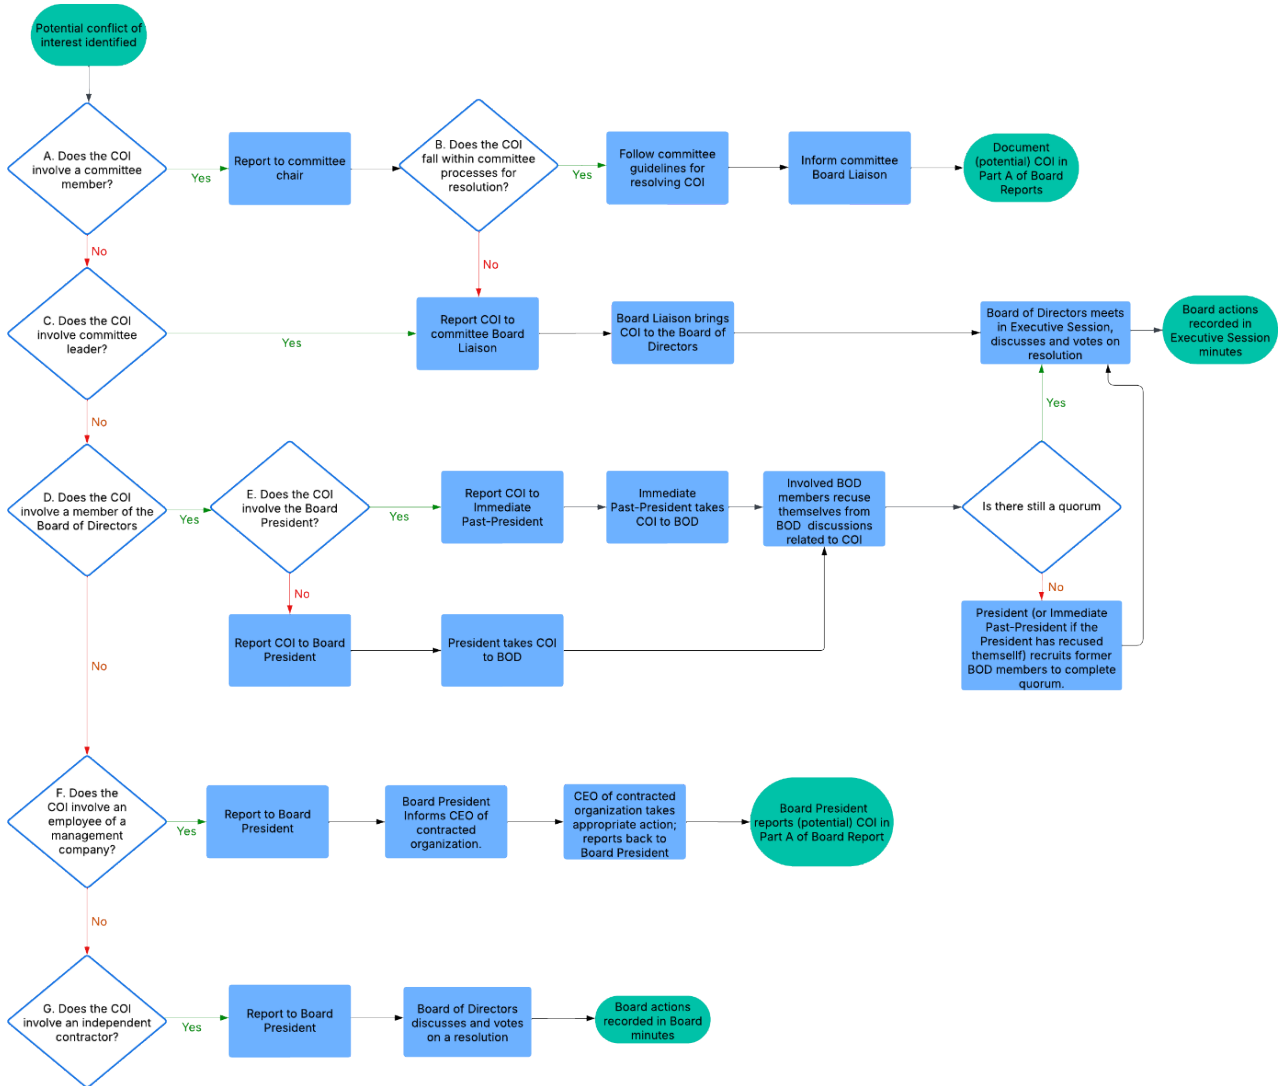 Potential conflict of
interest identified
A. Does the COI
involve a committee
member?
Yes
Report to committee
chair
B. Does the COI
fall within committee
processes for
resolution?
Yes
Follow committee
guidelines for
resolving COI
Inform committee
Board Liaison
Document
(potential) COI in
Part A of Board
Reports
No
No
C. Does the COI
involve committee
leader?
Yes
Report COI to
committee Board
Liaison
Board Liaison brings
COI to the Board of
Directors
Board of Directors meets
in Executive Session,
discusses and votes on
resolution
Board actions
recorded in
Executive Session
minutes
No
Yes
D. Does the COI
involve a member of the
Board of Directors
Yes
E. Does the COI
involve the Board
President?
Yes
Report COI to
Immediate
Past-President
Immediate
Past-President takes
COI to BOD
Involved BOD
members recuse
themselves from
BOD discussions
related to COI
Is there still a quorum
No
No
Report COI to Board
President
President takes COI
to BOD
President (or Immediate
Past-President if the
President has recused
themsellf) recruits former
BOD members to complete
quorum.
No
F. Does the
COI involve an
employee of a
management
company?
Yes
Report to Board
President
Board President
Informs CEO of
contracted
organization.
CEO of contracted
organization takes
appropriate action;
reports back to
Board President
Board President
reports (potential) COI in
Part A of Board Report
No
G. Does the COI
involve an independent
contractor?
Yes
Report to Board
President
Board of Directors
discusses and votes
on a resolution
Board actions
recorded in Board
minutes